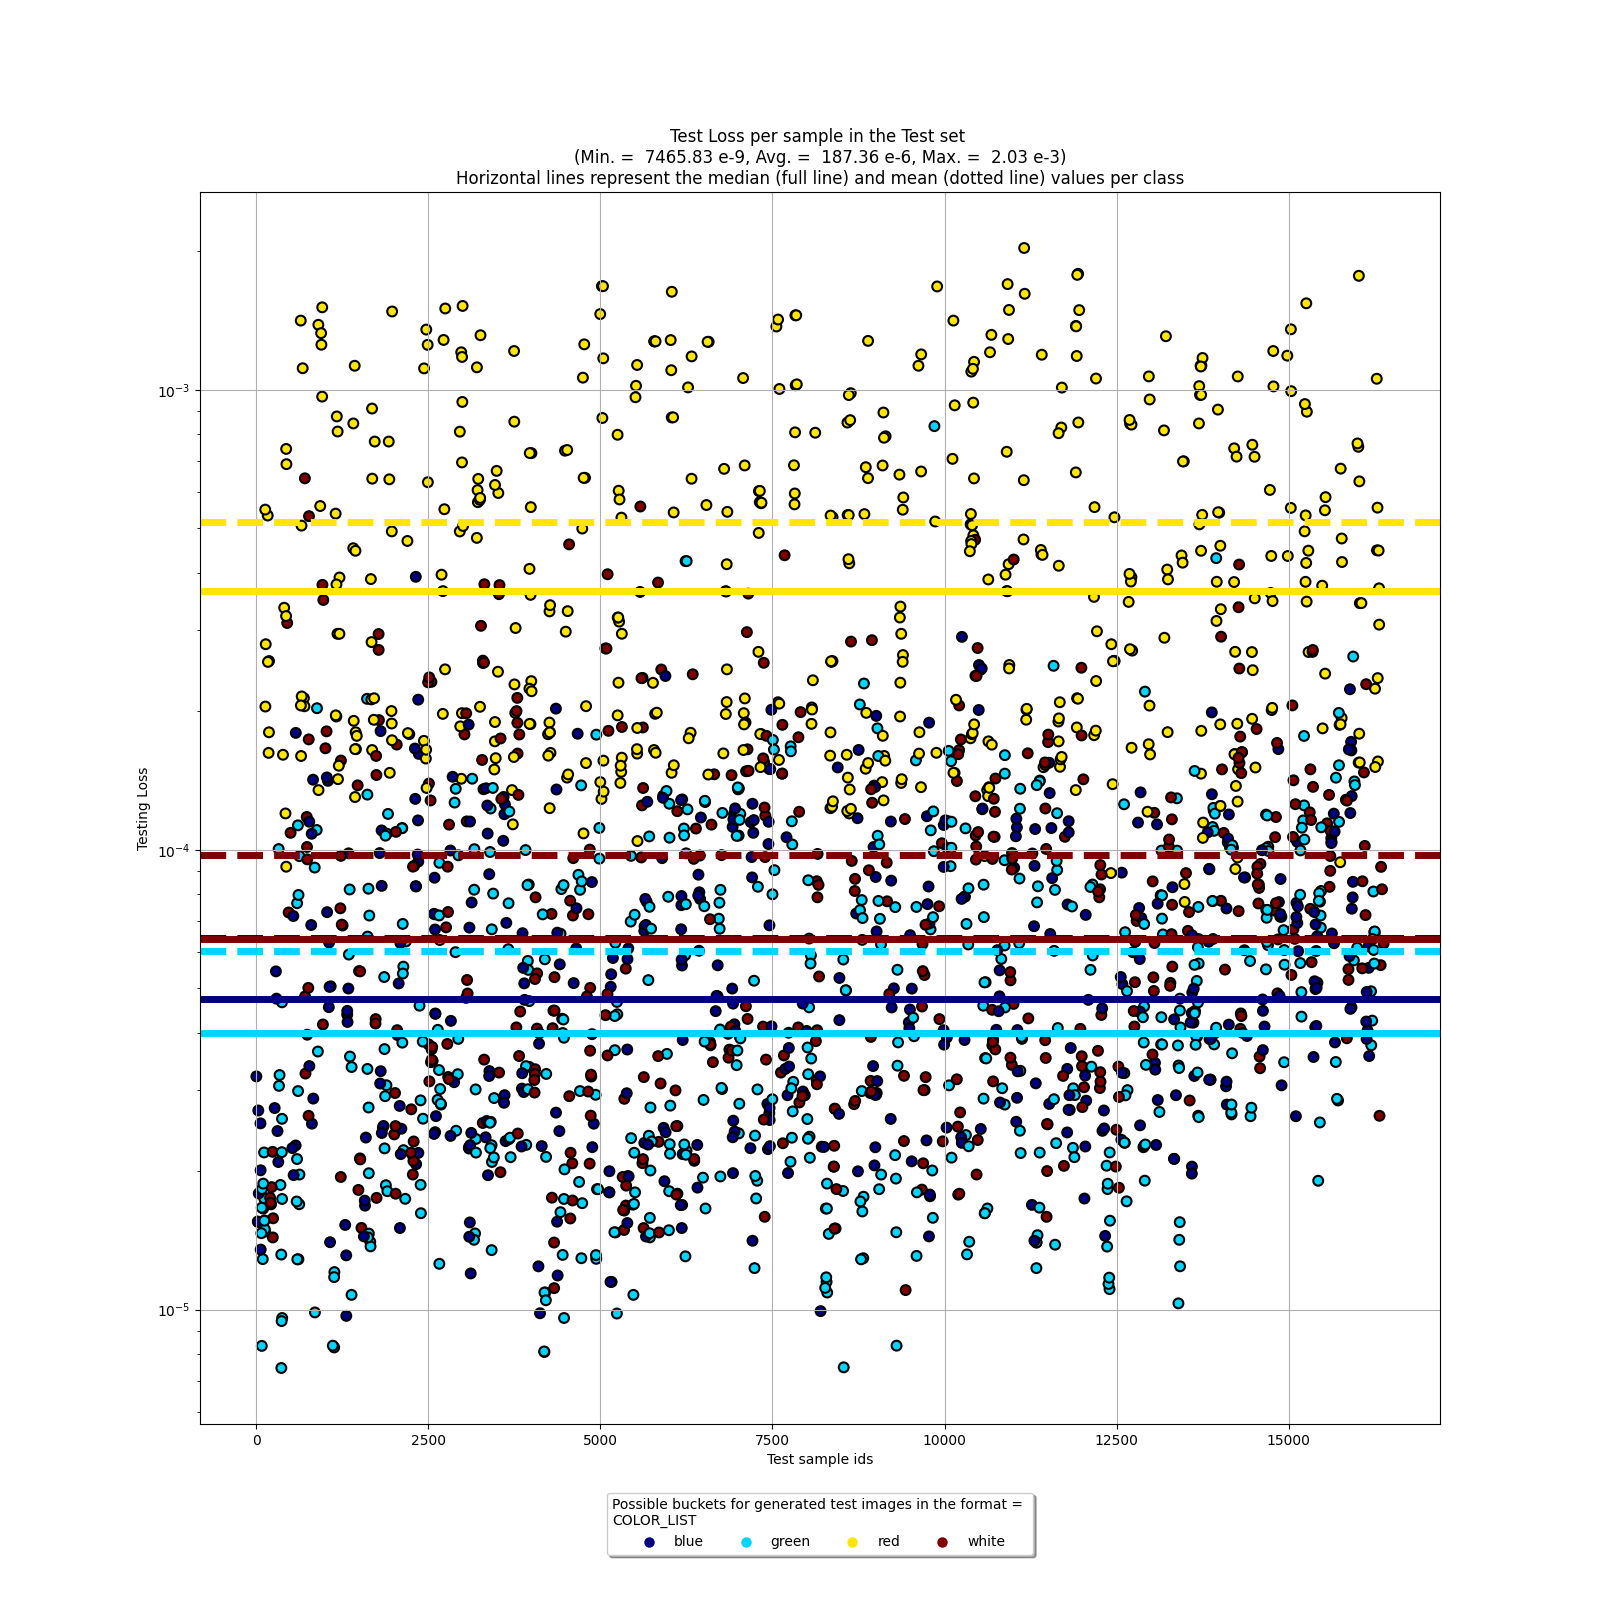 Test Loss per sample in the Test set
(Min. = 7465.83 e-9, Avg. = 187.36 e-6, Max. = 2.03 e-3)
Horizontal lines represent the median (full line) and mean (dotted line) values per class
10⁻³
10⁻⁴
10⁻⁵
Testing Loss
0 2500 5000 7500 10000 12500 15000
Test sample ids
Possible buckets for generated test images in the format =
COLOR_LIST
blue green red white